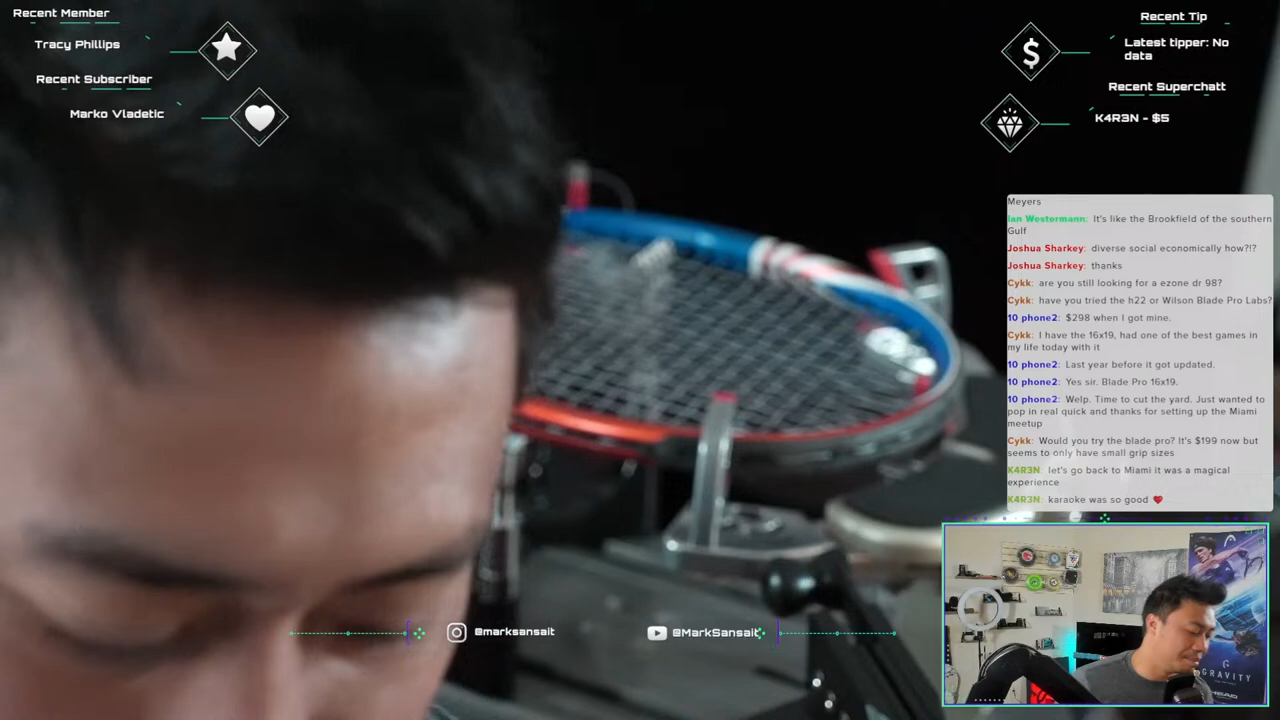 Recent Member
Tracy Phillips
Recent Subscriber
Marko Vladetic
Recent Tip
Latest tipper: No
data
Recent Superchatt
K4R3N - $5
Meyers
Ian Westermann: It's like the Brookfield of the southern
Gulf
Joshua Sharkey: diverse social economically how?!?
Joshua Sharkey: thanks
Cykk: are you still looking for a ezone dr 98?
Cykk: have you tried the h22 or Wilson Blade Pro Labs?
10 phone2: $298 when I got mine.
Cykk: I have the 16x19, had one of the best games in
my life today with it
10 phone2: Last year before it got updated.
10 phone2: Yes sir. Blade Pro 16x19.
10 phone2: Welp. Time to cut the yard. Just wanted to
pop in real quick and thanks for setting up the Miami
meetup
Cykk: Would you try the blade pro? It's $199 now but
seems to only have small grip sizes
K4R3N: let's go back to Miami it was a magical
experience
K4R3N: karaoke was so good ❤️
@marksansait
@MarkSansait
GRAVITY
HEAD